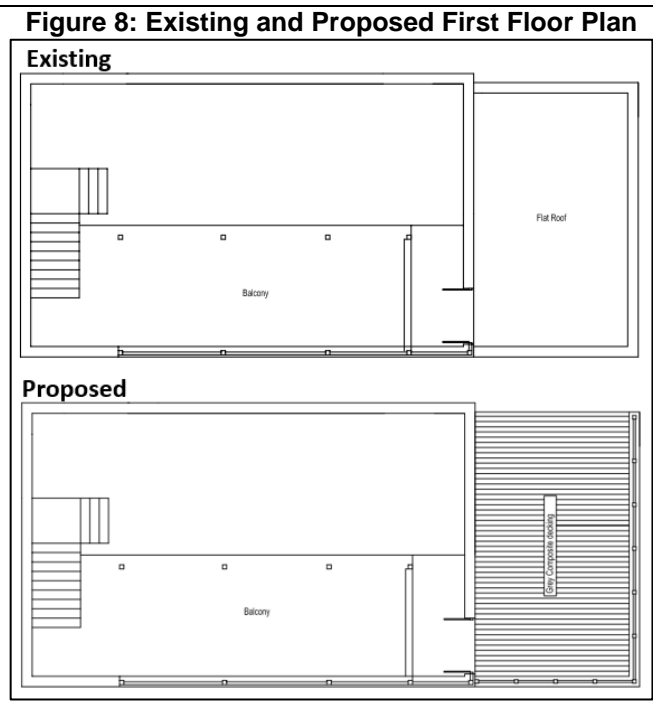 Figure 8: Existing and Proposed First Floor Plan
Existing
Flat Roof
Balcony
Proposed
Grey Composite decking
Balcony